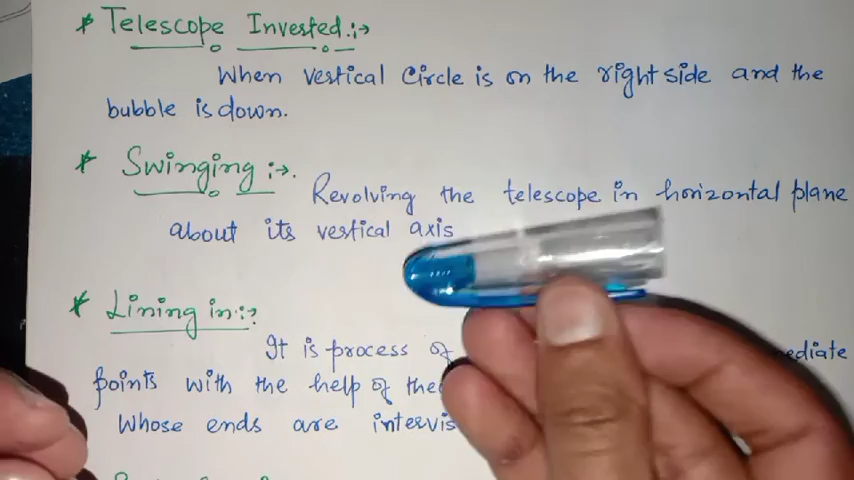 * Telescope Inverted :→
When vertical Circle is on the right side and the
bubble is down.
* Swinging :→.
Revolving the telescope in horizontal plane
about its vertical axis
* Lining in :→
It is process of
points with the help of the
Whose ends are